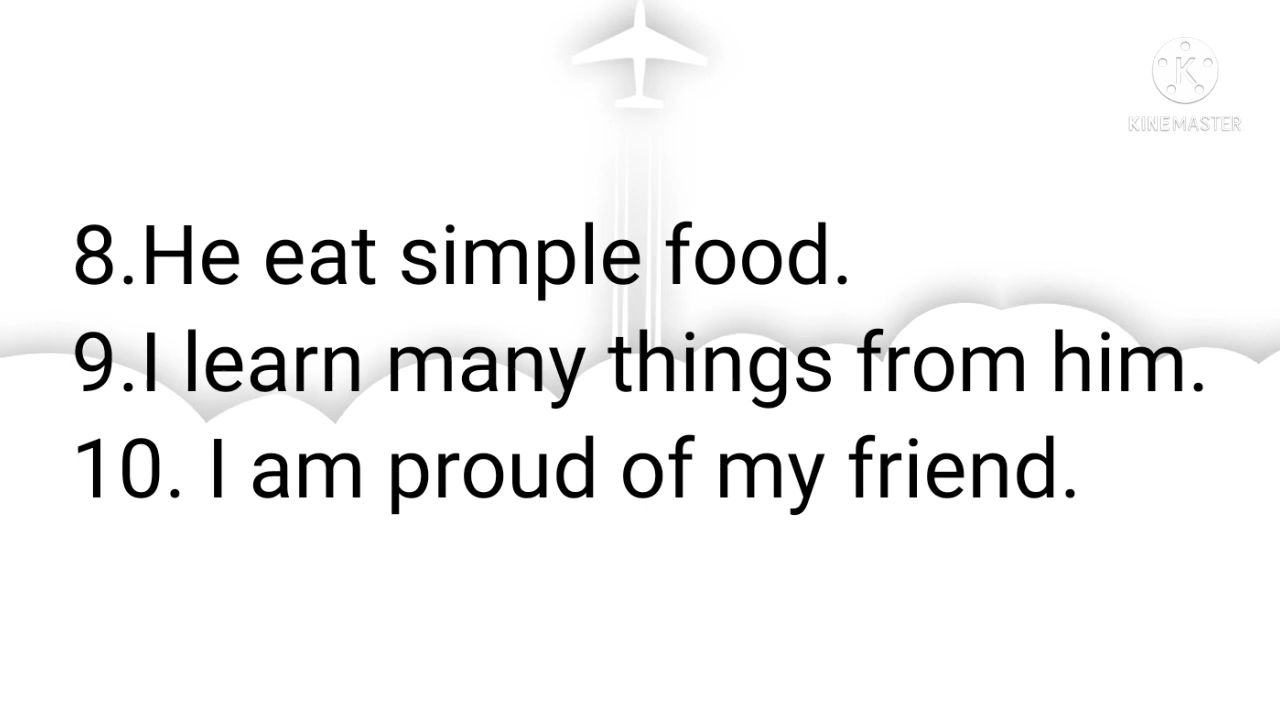 KINEMASTER
8.He eat simple food.
9.I learn many things from him.
10. I am proud of my friend.